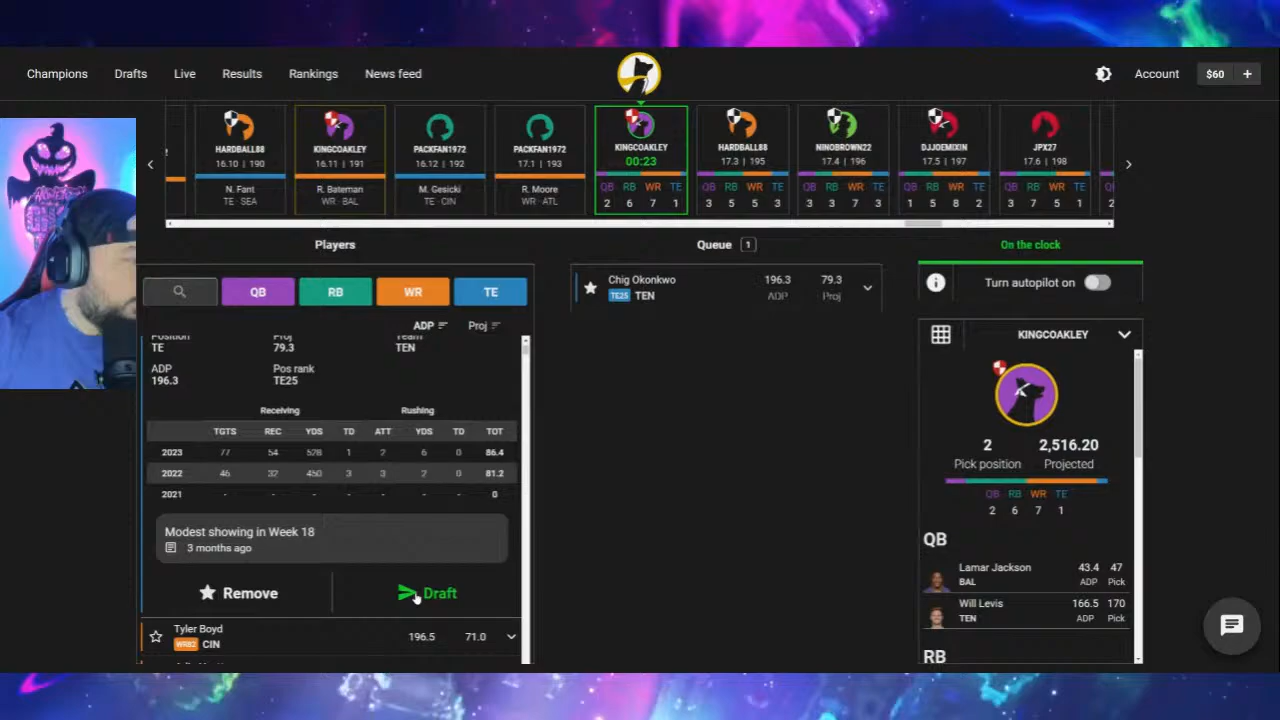 Champions Drafts Live Results Rankings News feed Account $60 +
HARDBALL88 KINGCOAKLEY PACKFAN1972 PACKFAN1972 KINGCOAKLEY HARDBALL88 NINOBROWN22 DJJOEMIXIN JPX27
16.10 | 190 16.11 | 191 16.12 | 192 17.1 | 193 00:23 17.3 | 195 17.4 | 196 17.5 | 197 17.6 | 198
QB RB WR TE QB RB WR TE QB RB WR TE QB RB WR TE QB RB WR TE
N. Fant R. Bateman M. Gesicki R. Moore
TE · SEA WR · BAL TE · CIN WR · ATL 2 6 7 1 3 5 5 3 3 3 7 3 1 5 8 2 3 7 5 1
Players Queue 1 On the clock
QB RB WR TE
Chig Okonkwo 196.3 79.3
TE25 TEN ADP Proj
Turn autopilot on
ADP Proj
Position Proj Team
TE 79.3 TEN
ADP Pos rank
196.3 TE25
Receiving Rushing
TGTS REC YDS TD ATT YDS TD TOT
2023 77 54 528 1 2 6 0 86.4
2022 46 32 450 3 3 2 0 81.2
2021 - - - - - - - 0
Modest showing in Week 18
3 months ago
Remove Draft
Tyler Boyd 196.5 71.0
WR82 CIN
KINGCOAKLEY
2 2,516.20
Pick position Projected
QB RB WR TE
2 6 7 1
QB
Lamar Jackson 43.4 47
BAL ADP Pick
Will Levis 166.5 170
TEN ADP Pick
RB